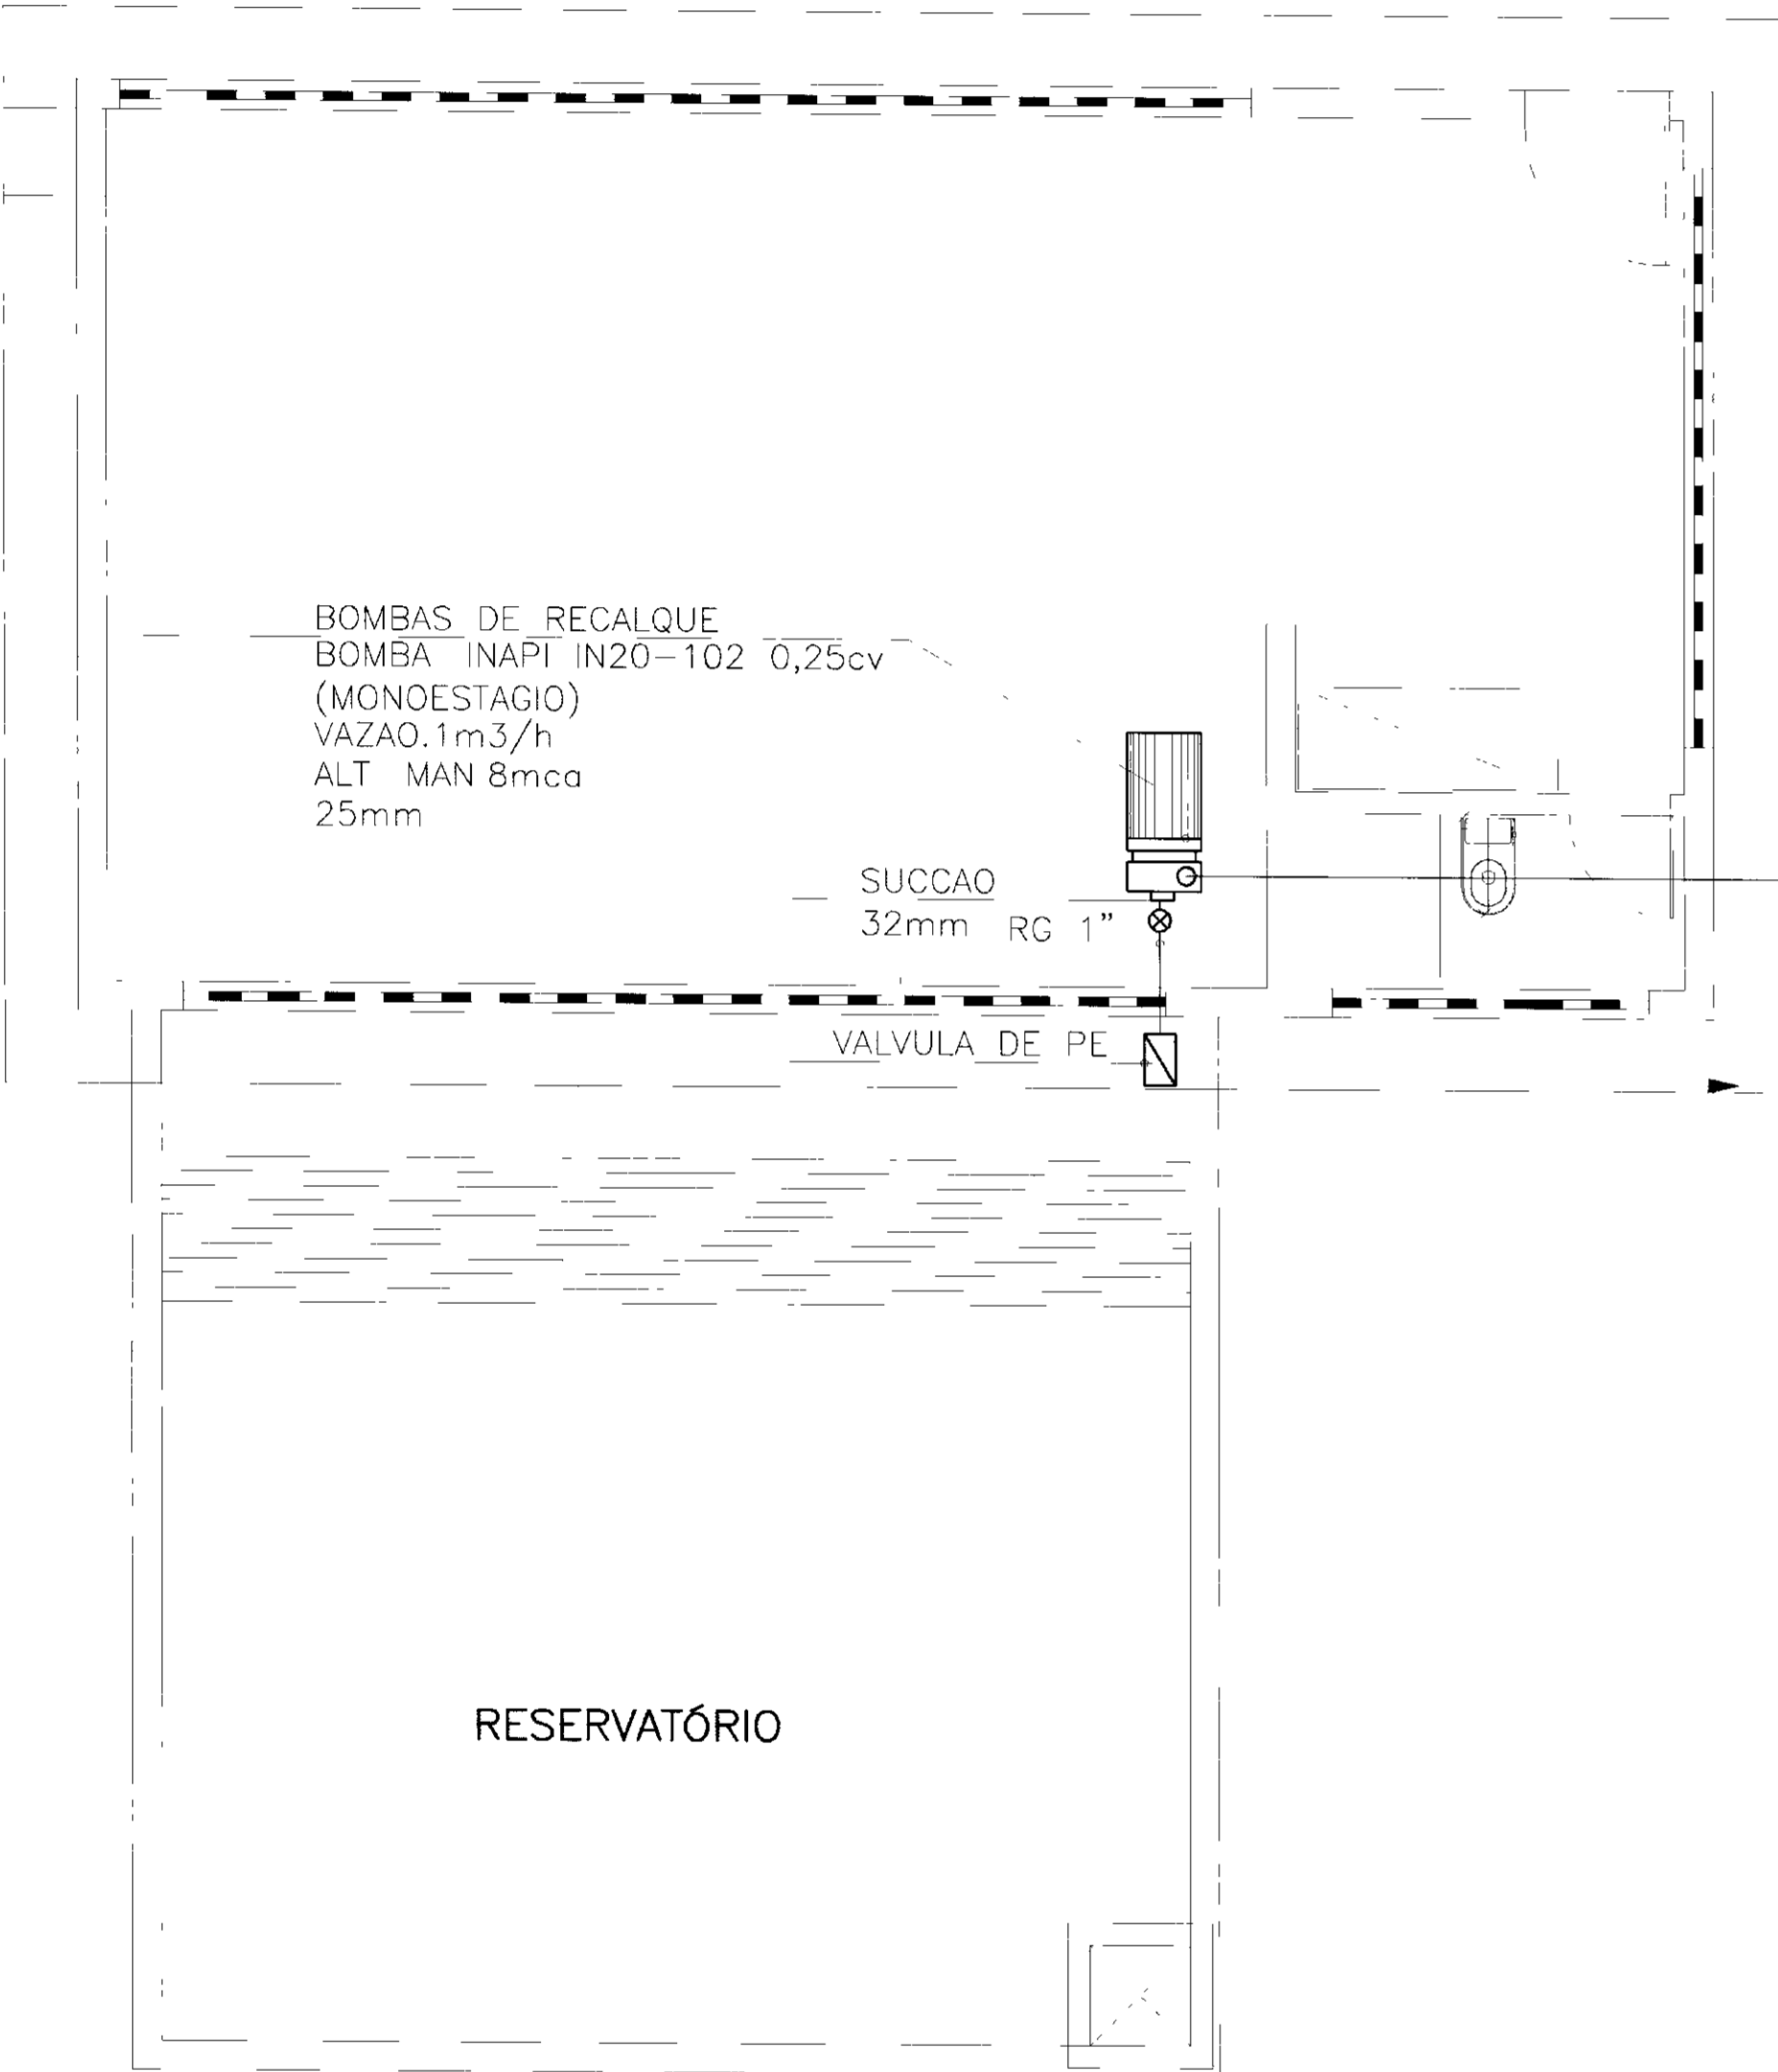 BOMBAS DE RECALQUE
BOMBA INAPI IN20-102 0,25cv
(MONOESTAGIO)
VAZAO.1m3/h
ALT MAN 8mca
25mm
SUCCAO
32mm RG 1"
VALVULA DE PE
RESERVATÓRIO